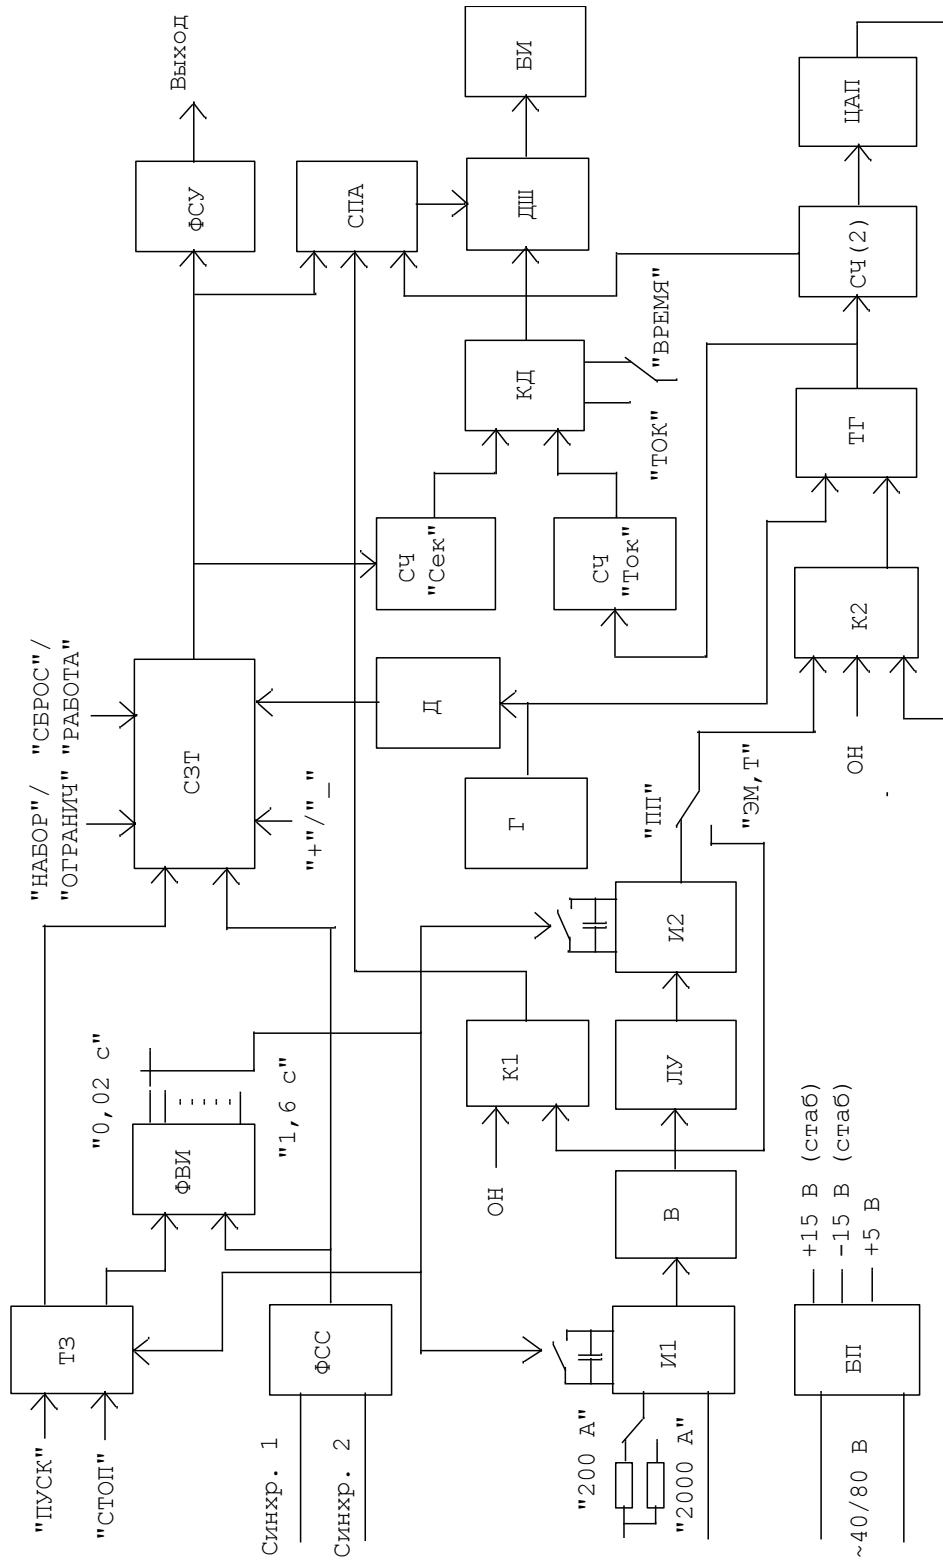 "ПУСК"
"СТОП"
ТЗ
"0,02 с"
ФВИ
"1,6 с"
"НАБОР"/
"ОГРАНИЧ"
"СБРОС"/
"РАБОТА"
СЗТ
"+"/"_"
ФСУ
Выход
Синхр. 1
Синхр. 2
ФСС
ОН
К1
Д
СЧ
"Сек"
СПА
Г
СЧ
"Ток"
КД
"ТОК"
"ВРЕМЯ"
ДШ
БИ
"200 А"
"2000 А"
И1
В
ЛУ
И2
"ПП"
"ЭМ,Т"
~40/80 В
БП
+15 В (стаб)
-15 В (стаб)
+5 В
ОН
К2
ТГ
СЧ(2)
ЦАП